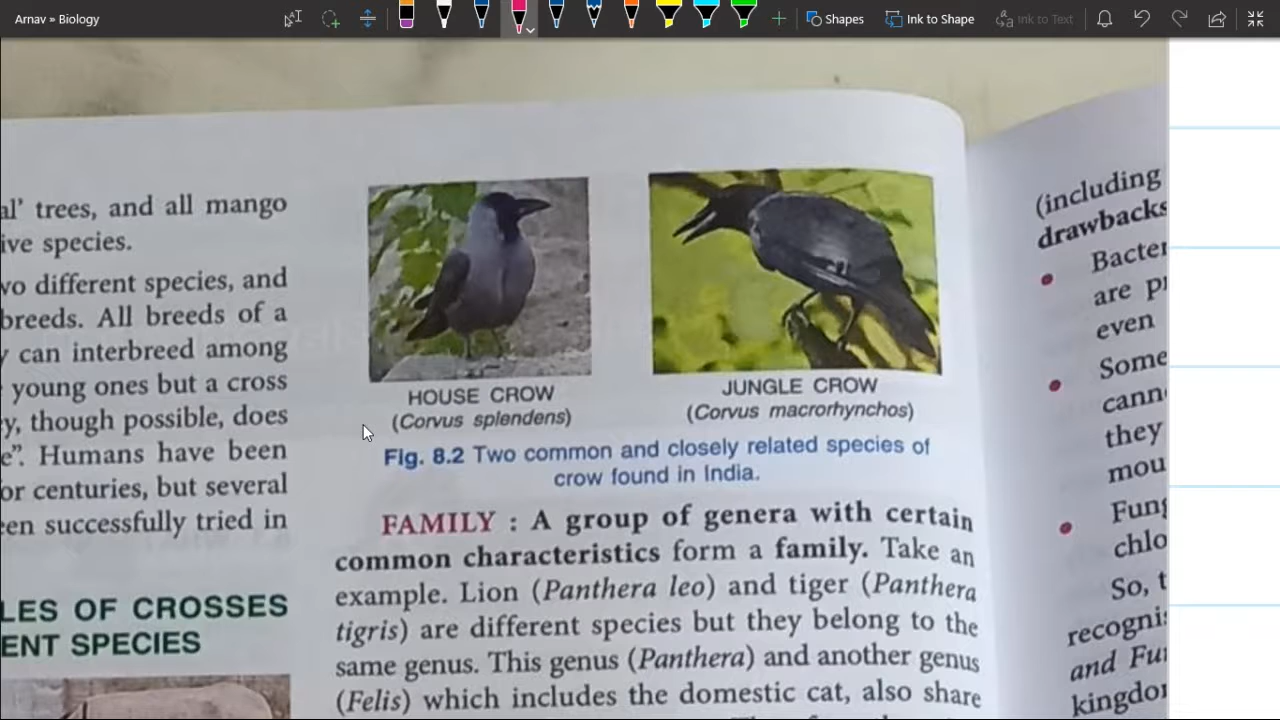 Arnav » Biology
Shapes
Ink to Shape
Ink to Text
al' trees, and all mango
ive species.
vo different species, and
breeds. All breeds of a
y can interbreed among
young ones but a cross
y, though possible, does
e”. Humans have been
or centuries, but several
een successfully tried in
LES OF CROSSES
ENT SPECIES
HOUSE CROW
(Corvus splendens)
JUNGLE CROW
(Corvus macrorhynchos)
Fig. 8.2 Two common and closely related species of
crow found in India.
FAMILY : A group of genera with certain
common characteristics form a family. Take an
example. Lion (Panthera leo) and tiger (Panthera
tigris) are different species but they belong to the
same genus. This genus (Panthera) and another genus
(Felis) which includes the domestic cat, also share
(including
drawbacks
• Bacter
are pr
even
• Some
cann
they
mou
• Fung
chlo
So, t
recognis
and Fu
kingdo